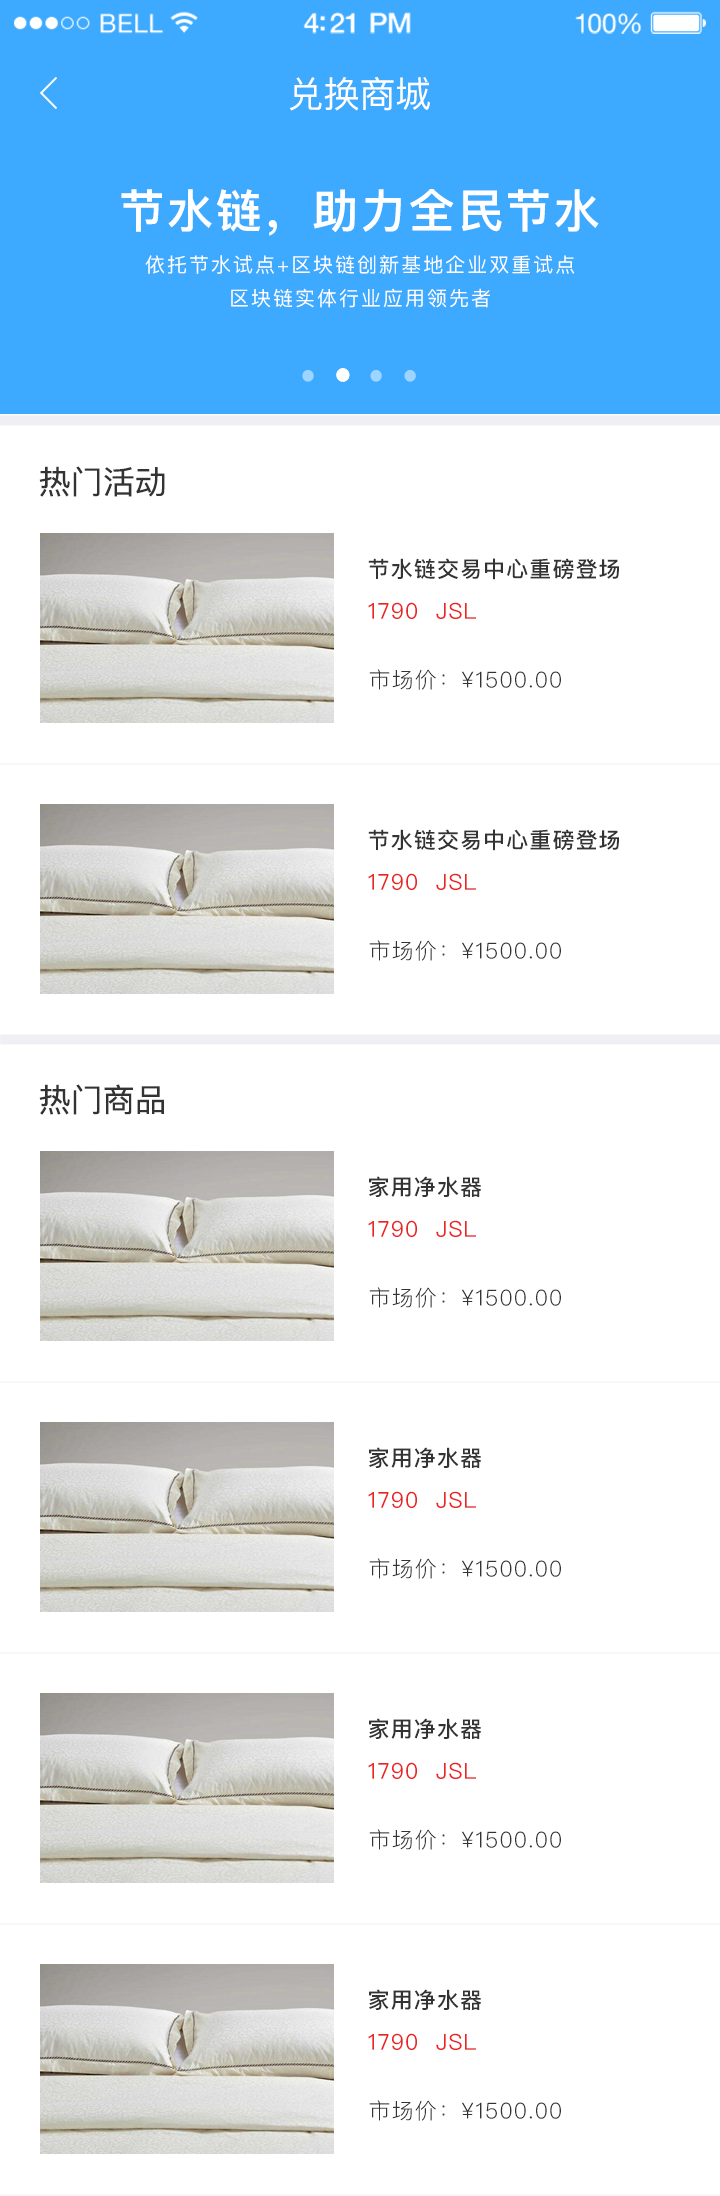 BELL 4:21 PM 100%
兑换商城
节水链，助力全民节水
依托节水试点+区块链创新基地企业双重试点
区块链实体行业应用领先者
热门活动
节水链交易中心重磅登场
1790 JSL
市场价：¥1500.00
节水链交易中心重磅登场
1790 JSL
市场价：¥1500.00
热门商品
家用净水器
1790 JSL
市场价：¥1500.00
家用净水器
1790 JSL
市场价：¥1500.00
家用净水器
1790 JSL
市场价：¥1500.00
家用净水器
1790 JSL
市场价：¥1500.00